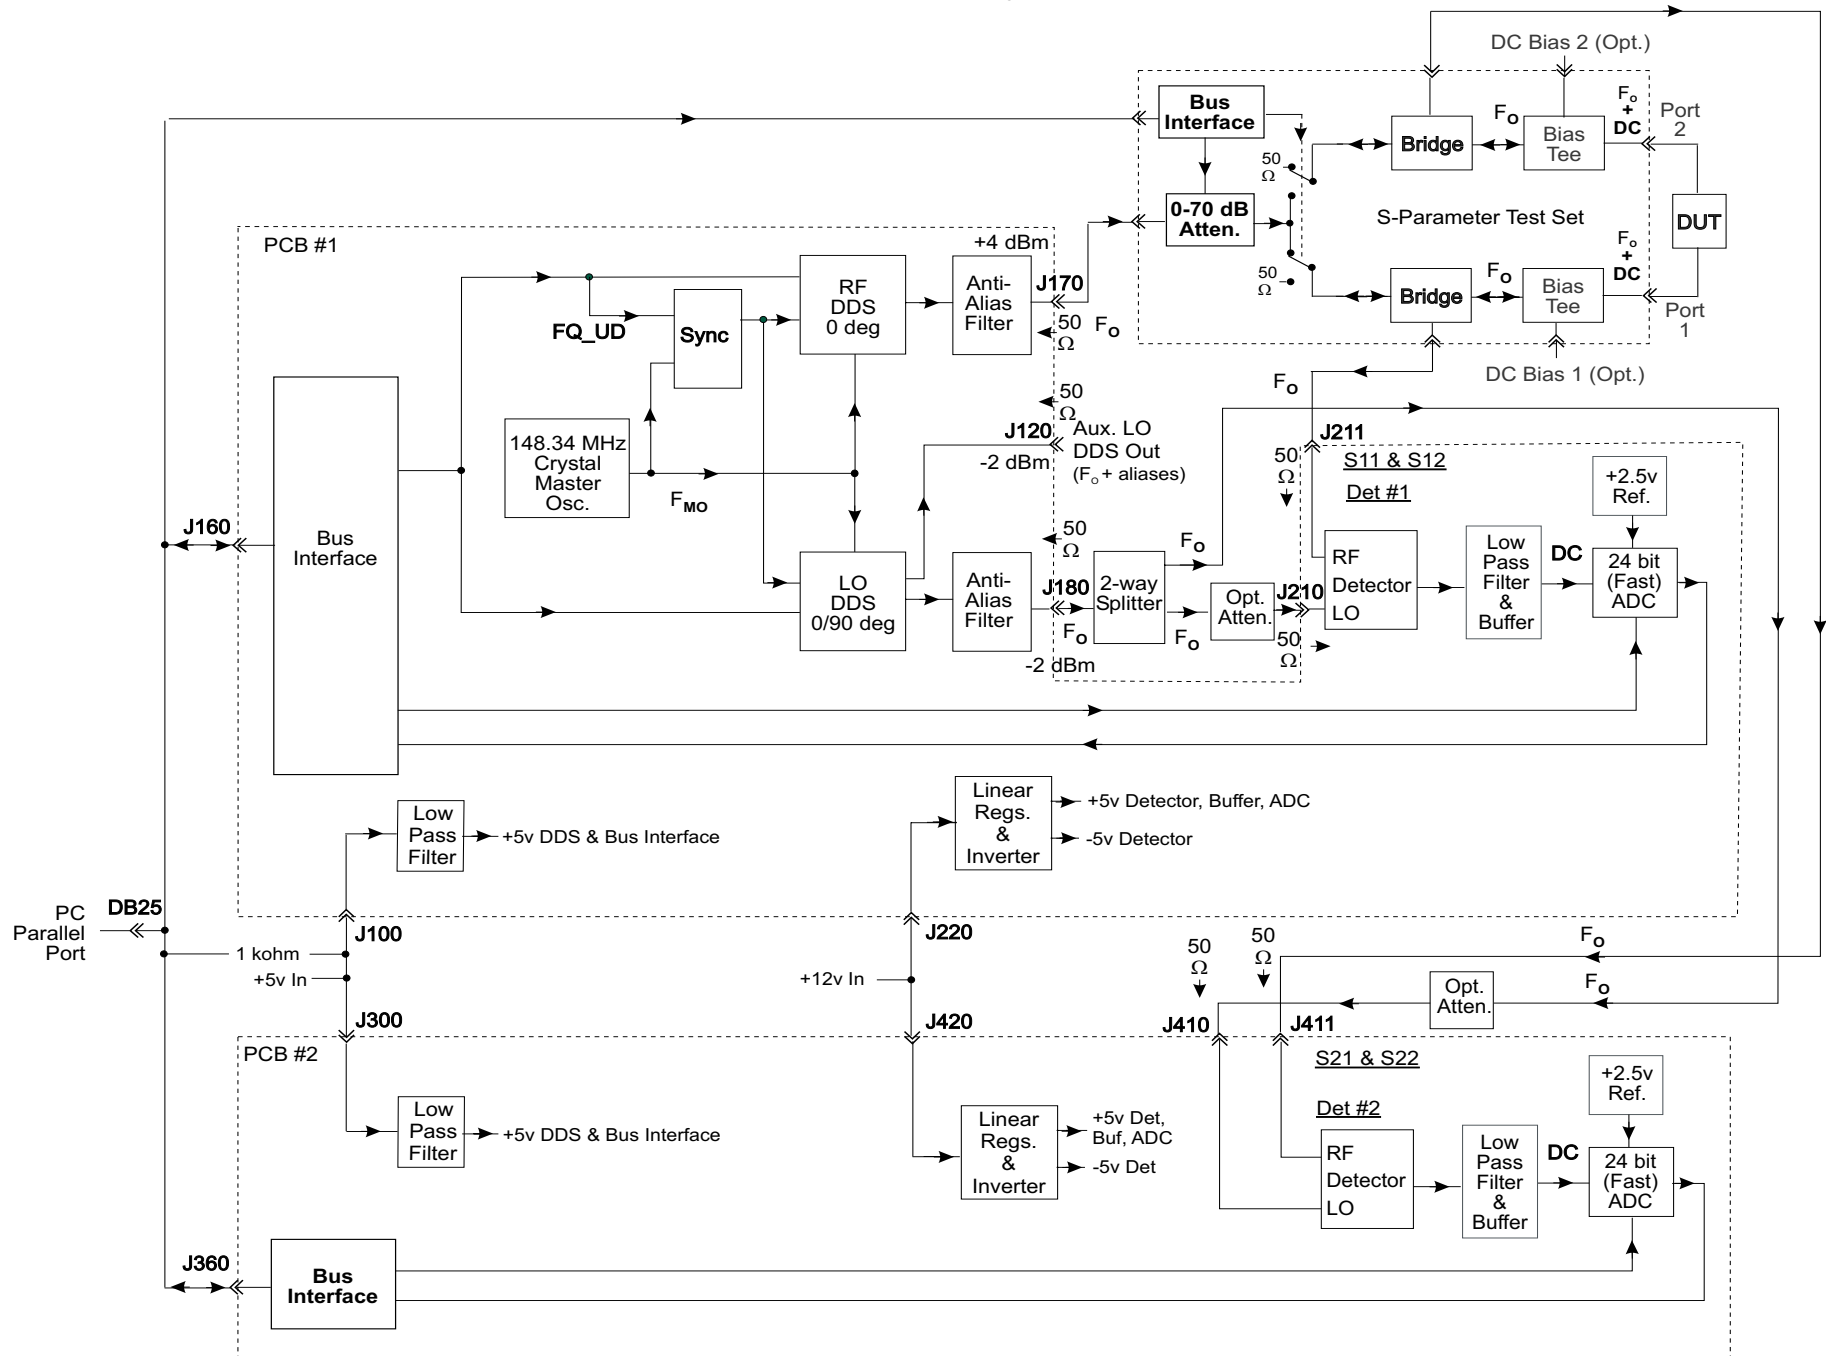 DC Bias 2 (Opt.)
Bus
Interface
50
Ω
Bridge
Fo
Bias
Tee
Fo
+
DC
Port
2
0-70 dB
Atten.
S-Parameter Test Set
DUT
50
Ω
Bridge
Fo
Bias
Tee
Fo
+
DC
Port
1
DC Bias 1 (Opt.)
PCB #1
+4 dBm
RF
DDS
0 deg
Anti-
Alias
Filter
J170
50
Ω
Fo
FQ_UD
Sync
148.34 MHz
Crystal
Master
Osc.
FMO
50
Ω
J120
-2 dBm
Aux. LO
DDS Out
(Fo + aliases)
Fo
J211
50
Ω
S11 & S12
Det #1
+2.5v
Ref.
J160
Bus
Interface
LO
DDS
0/90 deg
Anti-
Alias
Filter
50
Ω
J180
Fo
-2 dBm
2-way
Splitter
Fo
Fo
Opt.
Atten.
J210
50
Ω
RF
Detector
LO
Low
Pass
Filter
&
Buffer
DC
24 bit
(Fast)
ADC
Low
Pass
Filter
+5v DDS & Bus Interface
Linear
Regs.
&
Inverter
+5v Detector, Buffer, ADC
-5v Detector
PC
Parallel
Port
DB25
J100
1 kohm
+5v In
J300
J220
+12v In
J420
50
Ω
50
Ω
Fo
Fo
Opt.
Atten.
J410
J411
PCB #2
S21 & S22
Det #2
+2.5v
Ref.
Low
Pass
Filter
+5v DDS & Bus Interface
Linear
Regs.
&
Inverter
+5v Det,
Buf, ADC
-5v Det
RF
Detector
LO
Low
Pass
Filter
&
Buffer
DC
24 bit
(Fast)
ADC
J360
Bus
Interface